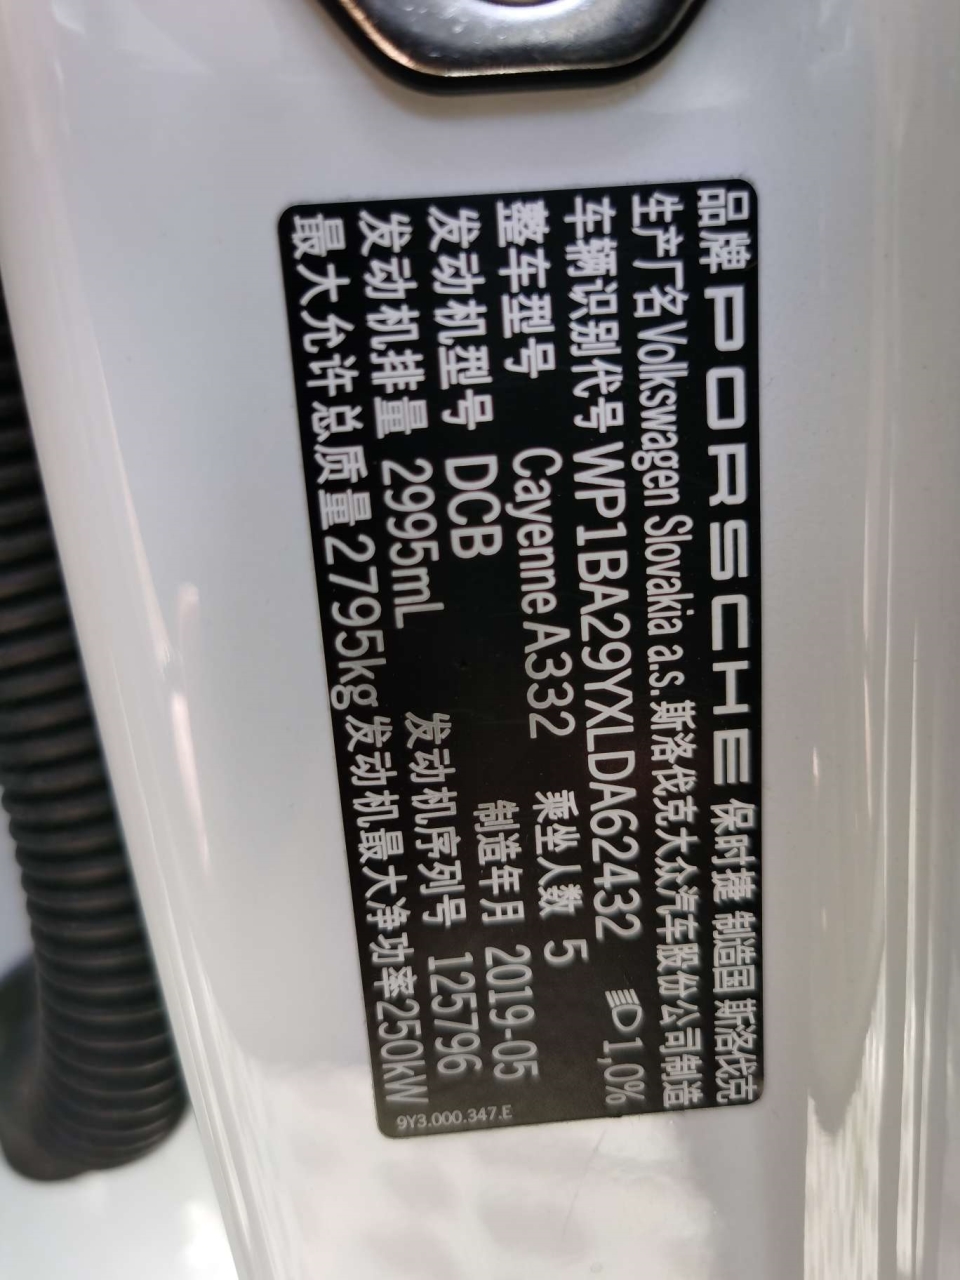 品牌 PORSCHE 保时捷 制造国 斯洛伐克
生产厂名 Volkswagen Slovakia a.s. 斯洛伐克大众汽车股份公司制造
车辆识别代号 WP1BA29YXLDA62432 1,0%
整车型号 Cayenne A332 乘坐人数 5
发动机型号 DCB 制造年月 2019-05
发动机排量 2995mL 发动机序列号 125796
最大允许总质量 2795kg 发动机最大净功率 250kW
9Y3.000.347.E